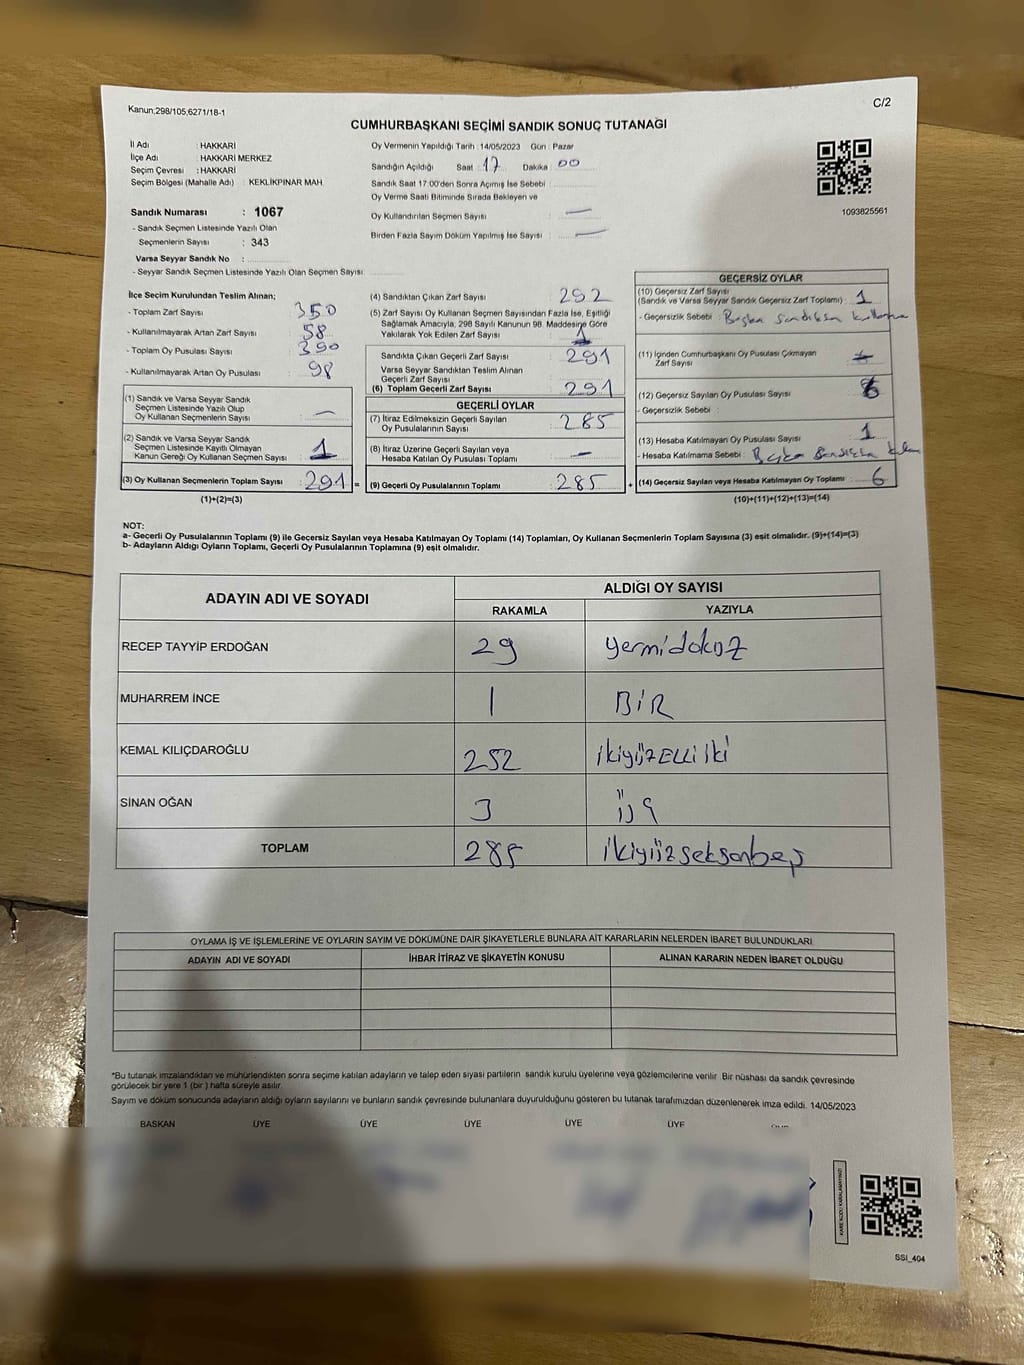 Kanun;298/105;6271/18-1
C/2
CUMHURBAŞKANI SEÇİMİ SANDIK SONUÇ TUTANAĞI
İl Adı : HAKKARİ
İlçe Adı : HAKKARİ MERKEZ
Seçim Çevresi : HAKKARİ
Seçim Bölgesi (Mahalle Adı) : KEKLİKPINAR MAH
Oy Vermenin Yapıldığı Tarih : 14/05/2023 Gün : Pazar
Sandığın Açıldığı Saat : 17 Dakika : 00
Sandık Saat 17:00'den Sonra Açılmış İse Sebebi :
Oy Verme Saati Bitiminde Sırada Bekleyen ve
Oy Kullandırılan Seçmen Sayısı : —
Birden Fazla Sayım Döküm Yapılmış İse Sayısı : —
1093825561
Sandık Numarası : 1067
- Sandık Seçmen Listesinde Yazılı Olan
Seçmenlerin Sayısı : 343
Varsa Seyyar Sandık No :
- Seyyar Sandık Seçmen Listesinde Yazılı Olan Seçmen Sayısı :
İlçe Seçim Kurulundan Teslim Alınan;
- Toplam Zarf Sayısı : 350
- Kullanılmayarak Artan Zarf Sayısı : 58
- Toplam Oy Pusulası Sayısı : 390
- Kullanılmayarak Artan Oy Pusulası : 98
(1) Sandık ve Varsa Seyyar Sandık
Seçmen Listesinde Yazılı Olup
Oy Kullanan Seçmenlerin Sayısı : —
(2) Sandık ve Varsa Seyyar Sandık
Seçmen Listesinde Kayıtlı Olmayan
Kanun Gereği Oy Kullanan Seçmen Sayısı : 1
(3) Oy Kullanan Seçmenlerin Toplam Sayısı : 291
(1)+(2)=(3)
(4) Sandıktan Çıkan Zarf Sayısı : 292
(5) Zarf Sayısı Oy Kullanan Seçmen Sayısından Fazla İse, Eşitliği
Sağlamak Amacıyla, 298 Sayılı Kanunun 98. Maddesine Göre
Yakılarak Yok Edilen Zarf Sayısı : 1
Sandıkta Çıkan Geçerli Zarf Sayısı : 291
Varsa Seyyar Sandıktan Teslim Alınan
Geçerli Zarf Sayısı :
(6) Toplam Geçerli Zarf Sayısı : 291
GEÇERLİ OYLAR
(7) İtiraz Edilmeksizin Geçerli Sayılan
Oy Pusulalarının Sayısı : 285
(8) İtiraz Üzerine Geçerli Sayılan veya
Hesaba Katılan Oy Pusulası Toplamı : —
= (9) Geçerli Oy Pusulalarının Toplamı : 285
GEÇERSİZ OYLAR
(10) Geçersiz Zarf Sayısı
(Sandık ve Varsa Seyyar Sandık Geçersiz Zarf Toplamı) : 1
- Geçersizlik Sebebi : Başka Sandıkta
(11) İçinden Cumhurbaşkanı Oy Pusulası Çıkmayan
Zarf Sayısı :
(12) Geçersiz Sayılan Oy Pusulası Sayısı :
- Geçersizlik Sebebi :
(13) Hesaba Katılmayan Oy Pusulası Sayısı : 1
- Hesaba Katılmama Sebebi : Başka Sandıkta
+ (14) Geçersiz Sayılan veya Hesaba Katılmayan Oy Toplamı : 6
(10)+(11)+(12)+(13)=(14)
NOT:
a- Geçerli Oy Pusulalarının Toplamı (9) ile Geçersiz Sayılan veya Hesaba Katılmayan Oy Toplamı (14) Toplamları, Oy Kullanan Seçmenlerin Toplam Sayısına (3) eşit olmalıdır. (9)+(14)=(3)
b- Adayların Aldığı Oyların Toplamı, Geçerli Oy Pusulalarının Toplamına (9) eşit olmalıdır.
ADAYIN ADI VE SOYADI
ALDIĞI OY SAYISI
RAKAMLA YAZIYLA
RECEP TAYYİP ERDOĞAN 29 yermidokuz
MUHARREM İNCE 1 BİR
KEMAL KILIÇDAROĞLU 252 ikiyüzELLİ iki
SİNAN OĞAN 3 üç
TOPLAM 285 ikiyüzseksenbeş
OYLAMA İŞ VE İŞLEMLERİNE VE OYLARIN SAYIM VE DÖKÜMÜNE DAİR ŞİKAYETLERLE BUNLARA AİT KARARLARIN NELERDEN İBARET BULUNDUKLARI
ADAYIN ADI VE SOYADI İHBAR İTİRAZ VE ŞİKAYETİN KONUSU ALINAN KARARIN NEDEN İBARET OLDUĞU
*Bu tutanak imzalandıktan ve mühürlendikten sonra seçime katılan adayların ve talep eden siyasi partilerin sandık kurulu üyelerine veya gözlemcilerine verilir. Bir nüshası da sandık çevresinde
görülecek bir yere 1 (bir) hafta süreyle asılır.
Sayım ve döküm sonucunda adayların aldığı oyların sayılarını ve bunların sandık çevresinde bulunanlara duyurulduğunu gösteren bu tutanak tarafımızdan düzenlenerek imza edildi. 14/05/2023
BAŞKAN ÜYE ÜYE ÜYE ÜYE ÜYE
KARE KODU KARALAMAYINIZ!
SSİ_404